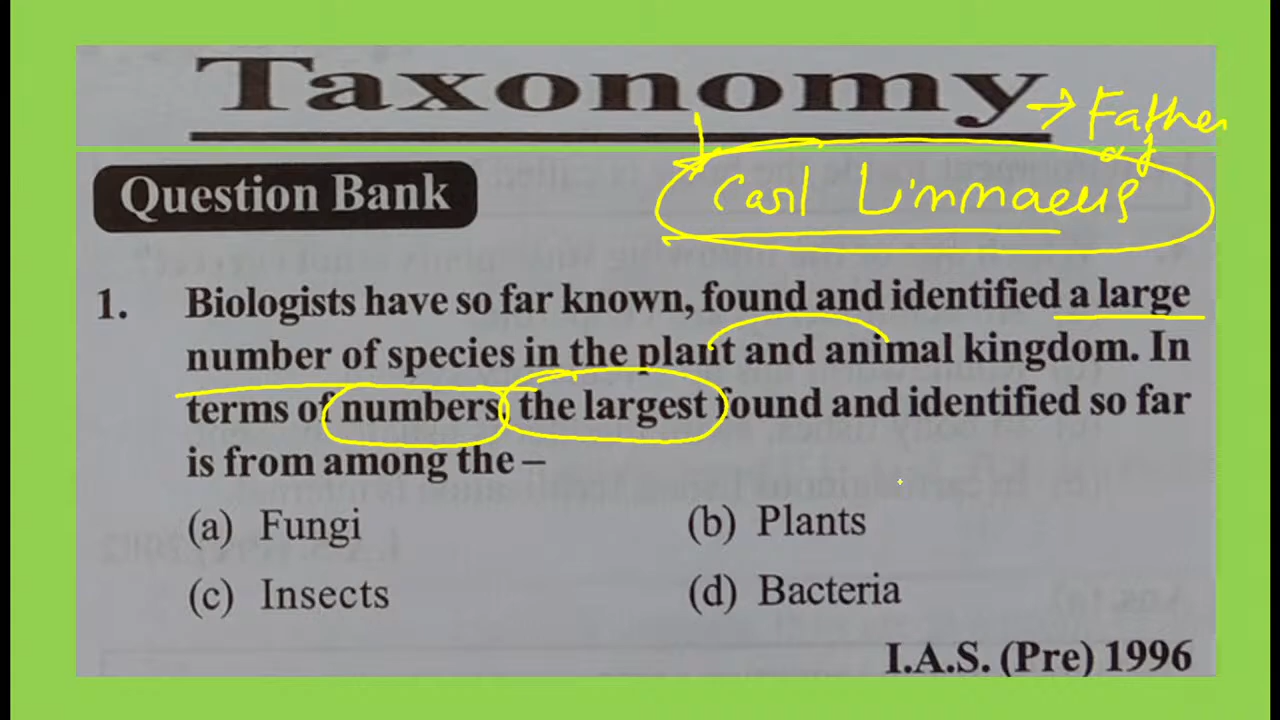 Taxonomy → Father
of
Carl Linnaeus
Question Bank
1. Biologists have so far known, found and identified a large
number of species in the plant and animal kingdom. In
terms of numbers, the largest found and identified so far
is from among the –
(a) Fungi (b) Plants
(c) Insects (d) Bacteria
I.A.S. (Pre) 1996